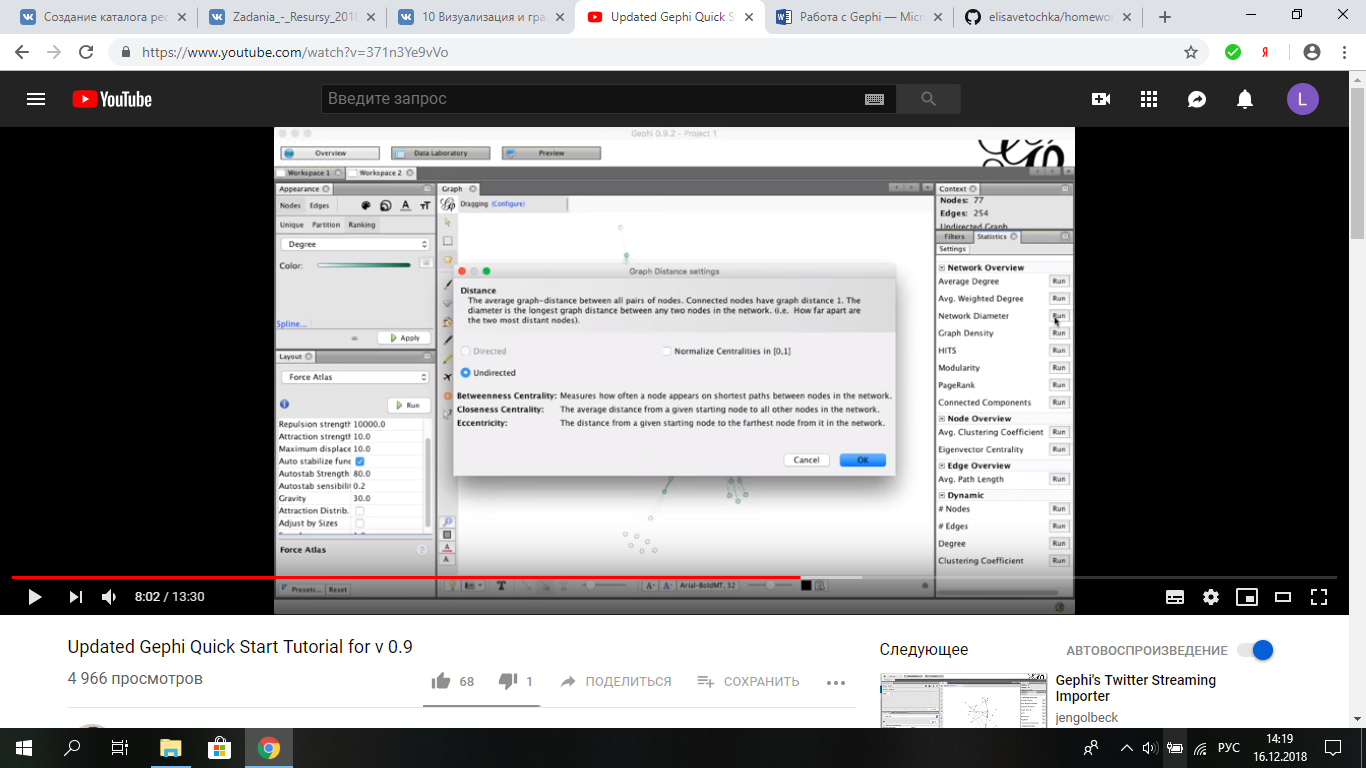 Создание каталога рес
Zadania_-_Resursy_2018
10 Визуализация и гра
Updated Gephi Quick S
Работа с Gephi — Micr
elisavetochka/homewor
https://www.youtube.com/watch?v=371n3Ye9vVo
Я
YouTube
Введите запрос
L
Gephi 0.9.2 - Project 1
Overview
Data Laboratory
Preview
Workspace 1
Workspace 2
Appearance
Nodes Edges
Unique Partition Ranking
Degree
Color:
Spline...
Apply
Layout
Force Atlas
Run
Repulsion strengt 10000.0
Attraction strengt 10.0
Maximum displace 10.0
Auto stabilize func
Autostab Strength 80.0
Autostab sensibili 0.2
Gravity 30.0
Attraction Distrib.
Adjust by Sizes
Force Atlas
Presets... Reset
Graph
Dragging (Configure)
Graph Distance settings
Distance
The average graph-distance between all pairs of nodes. Connected nodes have graph distance 1. The
diameter is the longest graph distance between any two nodes in the network. (i.e. How far apart are
the two most distant nodes).
Directed
Normalize Centralities in [0,1]
Undirected
Betweenness Centrality: Measures how often a node appears on shortest paths between nodes in the network.
Closeness Centrality: The average distance from a given starting node to all other nodes in the network.
Eccentricity: The distance from a given starting node to the farthest node from it in the network.
Cancel
OK
Arial-BoldMT, 32
Context
Nodes: 77
Edges: 254
Undirected Graph
Filters Statistics
Settings
Network Overview
Average Degree Run
Avg. Weighted Degree Run
Network Diameter Run
Graph Density Run
HITS Run
Modularity Run
PageRank Run
Connected Components Run
Node Overview
Avg. Clustering Coefficient Run
Eigenvector Centrality Run
Edge Overview
Avg. Path Length Run
Dynamic
# Nodes Run
# Edges Run
Degree Run
Clustering Coefficient Run
8:02 / 13:30
Updated Gephi Quick Start Tutorial for v 0.9
4 966 просмотров
68
1
ПОДЕЛИТЬСЯ
СОХРАНИТЬ
Следующее
АВТОВОСПРОИЗВЕДЕНИЕ
Gephi's Twitter Streaming
Importer
jengolbeck
РУС
14:19
16.12.2018